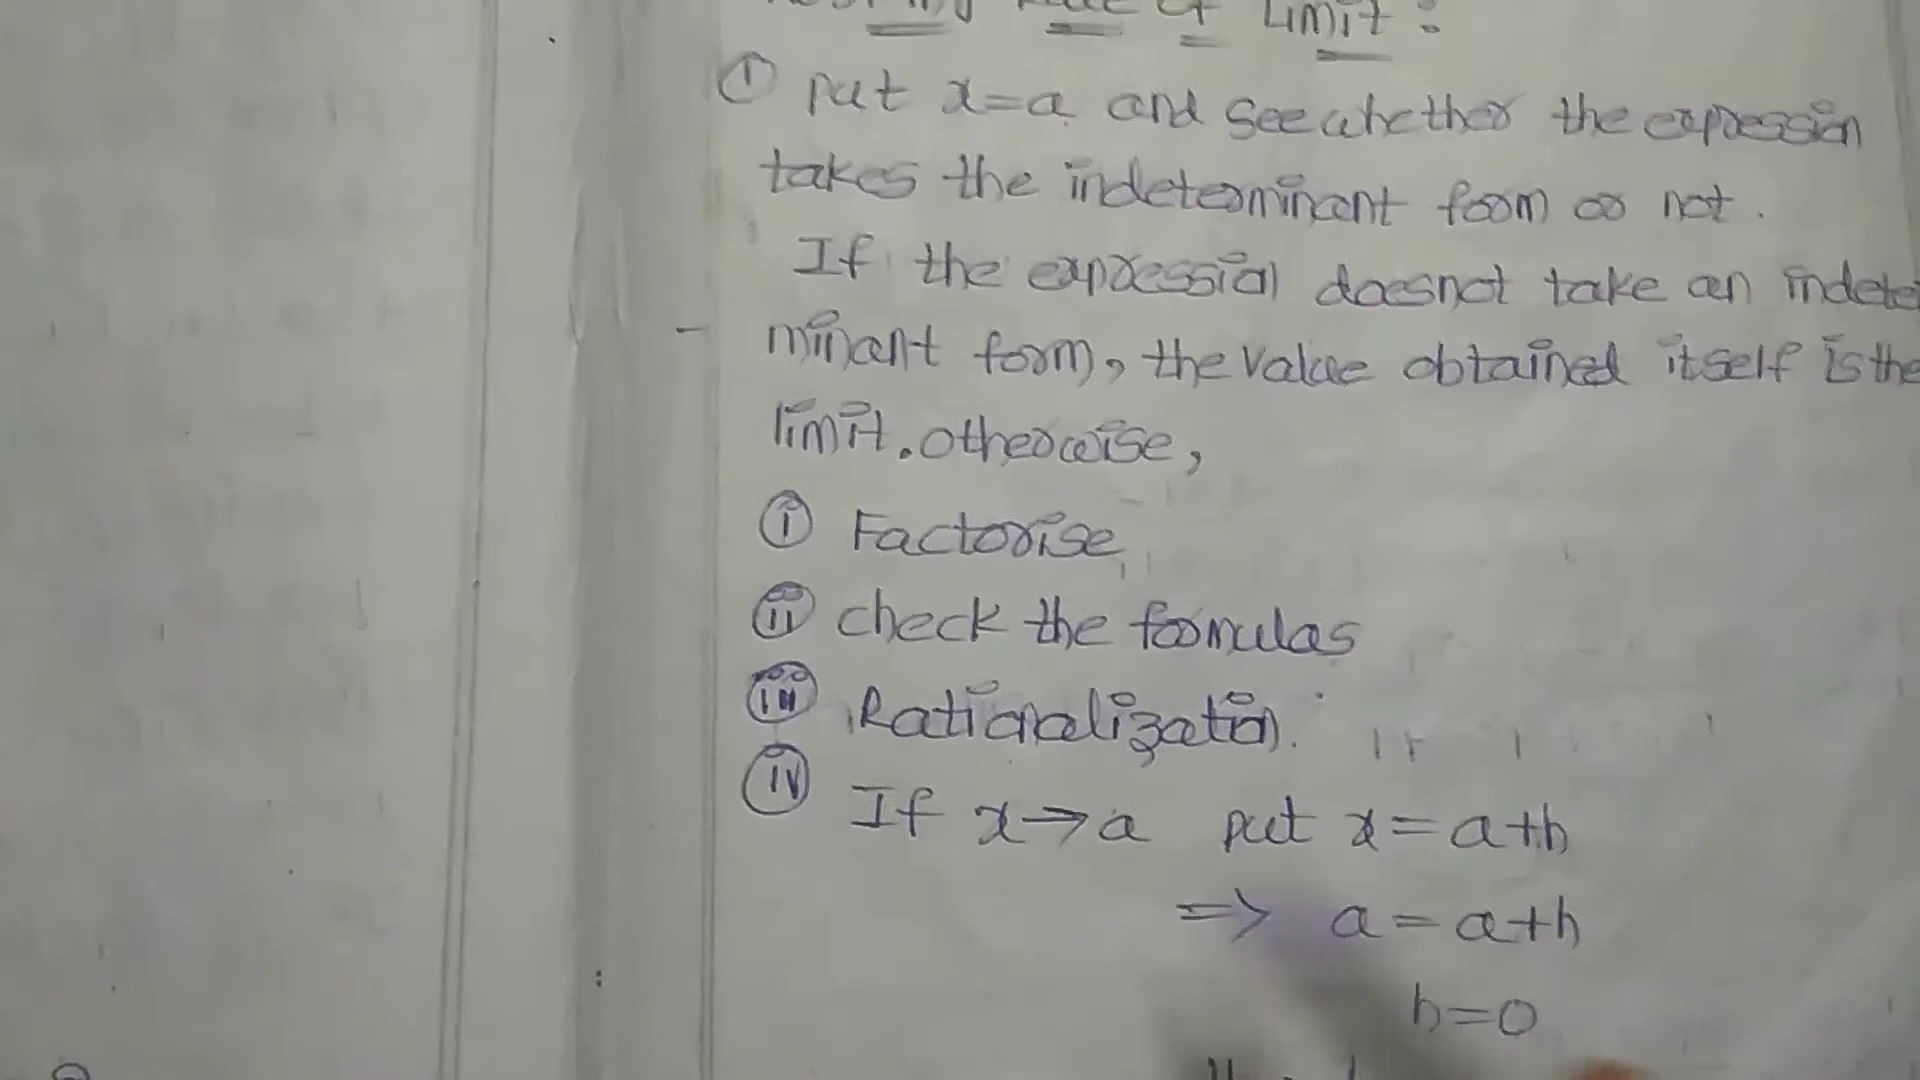 Limit :
① put x=a and see whether the expression
takes the indeterminant form or not.
If the expression doesnot take an indeter
minant form, the value obtained itself is the
limit. otherwise,
ⓘ Factorise
ⓘⓘ check the formulas
ⓘⓘⓘ Rationalization.
ⓘⓥ If x→a put x=a+h
=> a=a+h
h=0